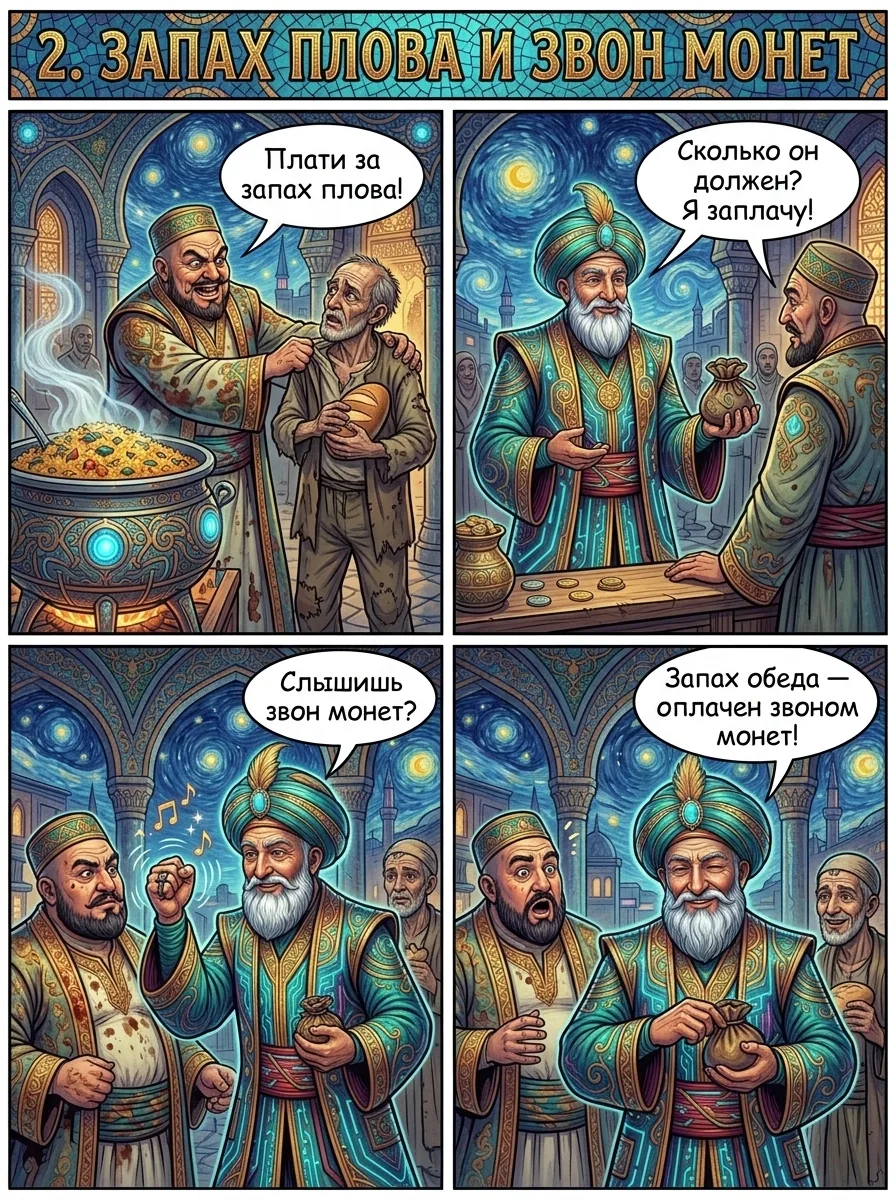 2. ЗАПАХ ПЛОВА И ЗВОН МОНЕТ
Плати за
запах плова!
Сколько он
должен?
Я заплачу!
Слышишь
звон монет?
Запах обеда —
оплачен звоном
монет!